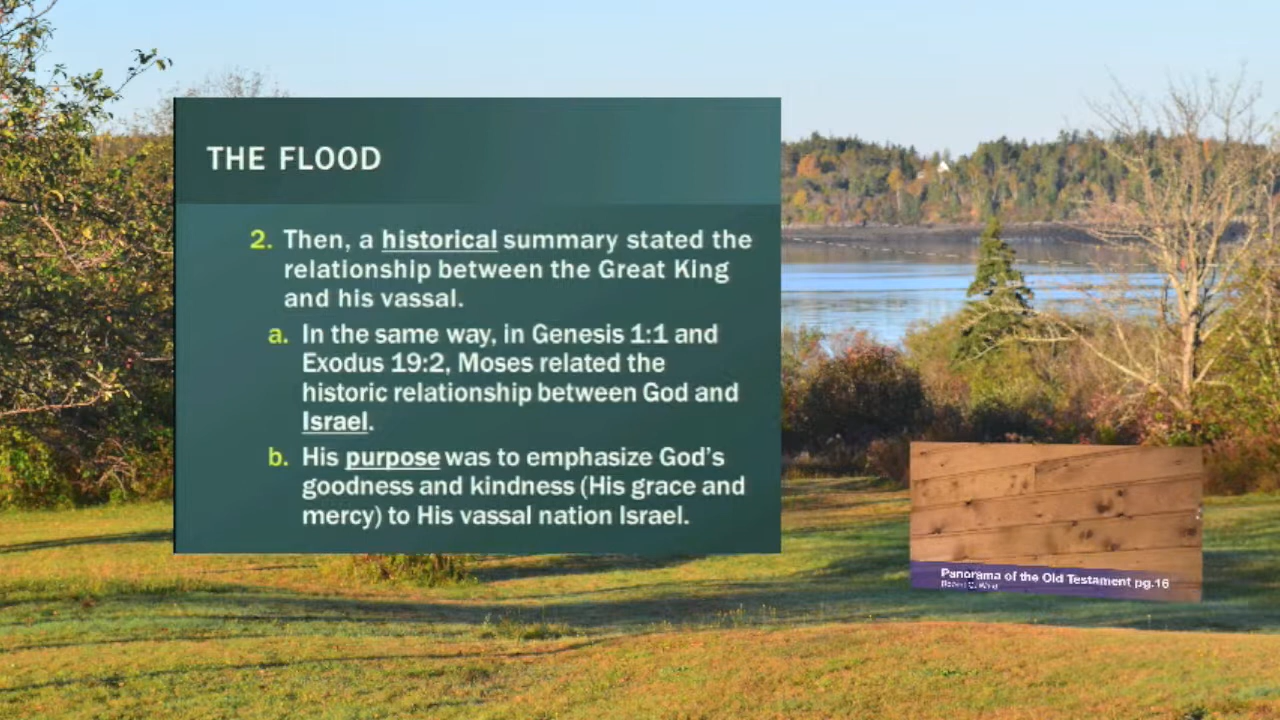 THE FLOOD
2. Then, a historical summary stated the
relationship between the Great King
and his vassal.
a. In the same way, in Genesis 1:1 and
Exodus 19:2, Moses related the
historic relationship between God and
Israel.
b. His purpose was to emphasize God's
goodness and kindness (His grace and
mercy) to His vassal nation Israel.
Panorama of the Old Testament pg.16